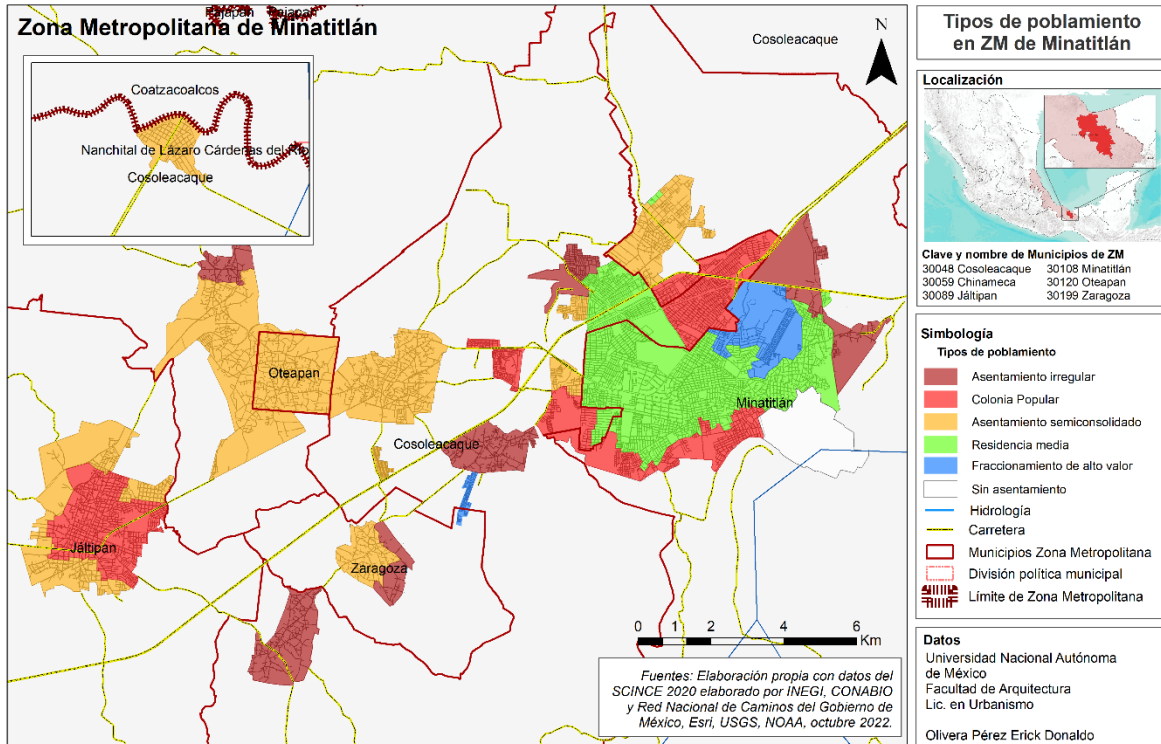 Rajapan Pajapan
Zona Metropolitana de Minatitlán
N
Cosoleacaque
Coatzacoalcos
Nanchital de Lázaro Cárdenas del Río
Cosoleacaque
Oteapan
Minatitlán
Cosoleacaque
Jáltipan
Zaragoza
0 1 2 4 6
Km
Fuentes: Elaboración propia con datos del
SCINCE 2020 elaborado por INEGI, CONABIO
y Red Nacional de Caminos del Gobierno de
México, Esri, USGS, NOAA, octubre 2022.
Tipos de poblamiento
en ZM de Minatitlán
Localización
Clave y nombre de Municipios de ZM
30048 Cosoleacaque 30108 Minatitlán
30059 Chinameca 30120 Oteapan
30089 Jáltipan 30199 Zaragoza
Simbología
Tipos de poblamiento
Asentamiento irregular
Colonia Popular
Asentamiento semiconsolidado
Residencia media
Fraccionamiento de alto valor
Sin asentamiento
Hidrología
Carretera
Municipios Zona Metropolitana
División política municipal
Límite de Zona Metropolitana
Datos
Universidad Nacional Autónoma
de México
Facultad de Arquitectura
Lic. en Urbanismo
Olivera Pérez Erick Donaldo